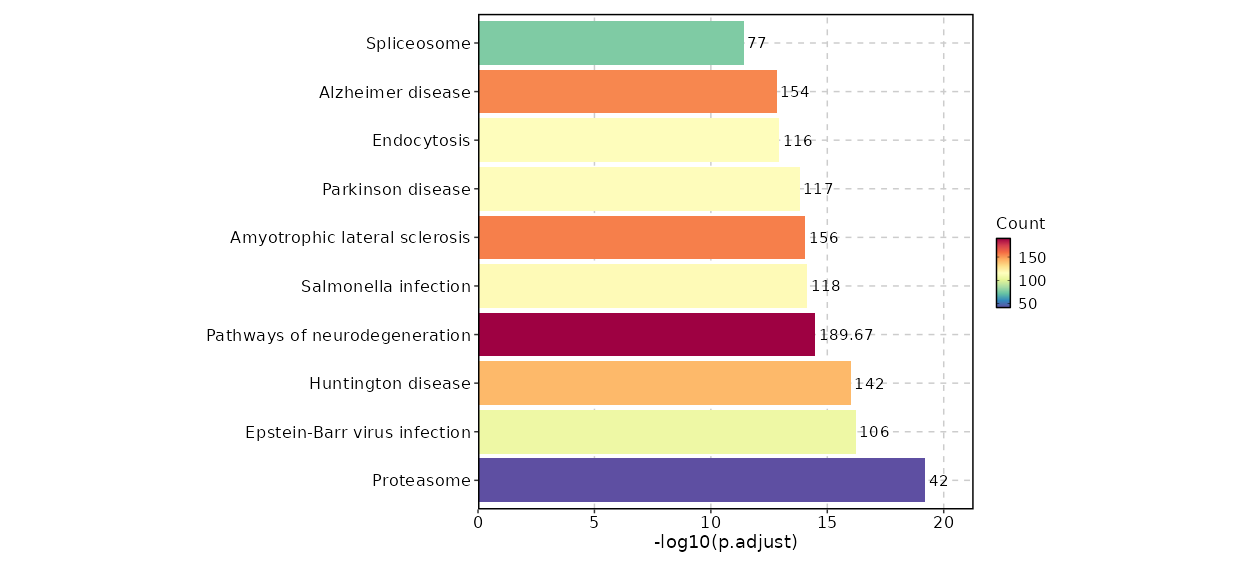 Spliceosome 77
Alzheimer disease 154
Endocytosis 116
Parkinson disease 117
Amyotrophic lateral sclerosis 156
Salmonella infection 118
Pathways of neurodegeneration 189.67
Huntington disease 142
Epstein-Barr virus infection 106
Proteasome 42
0 5 10 15 20
-log10(p.adjust)
Count
150
100
50